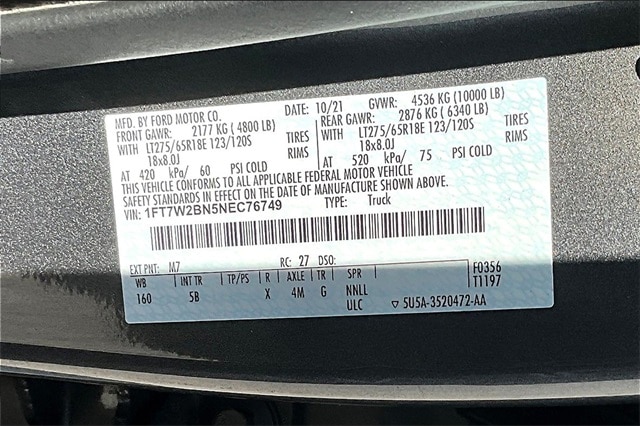 MFD. BY FORD MOTOR CO. DATE: 10/21 GVWR: 4536 KG (10000 LB)
FRONT GAWR: 2177 KG (4800 LB) REAR GAWR: 2876 KG (6340 LB)
WITH LT275/65R18E 123/120S TIRES WITH LT275/65R18E 123/120S TIRES
18x8.0J RIMS 18x8.0J RIMS
AT 420 kPa/ 60 PSI COLD AT 520 kPa/ 75 PSI COLD
THIS VEHICLE CONFORMS TO ALL APPLICABLE FEDERAL MOTOR VEHICLE
SAFETY STANDARDS IN EFFECT ON THE DATE OF MANUFACTURE SHOWN ABOVE.
VIN: 1FT7W2BN5NEC76749 TYPE: Truck
EXT PNT: M7 RC: 27 DSO:
WB INT TR TP/PS R AXLE TR SPR F0356
160 5B X 4M G NNLL T1197
ULC ▽ 5U5A-3520472-AA